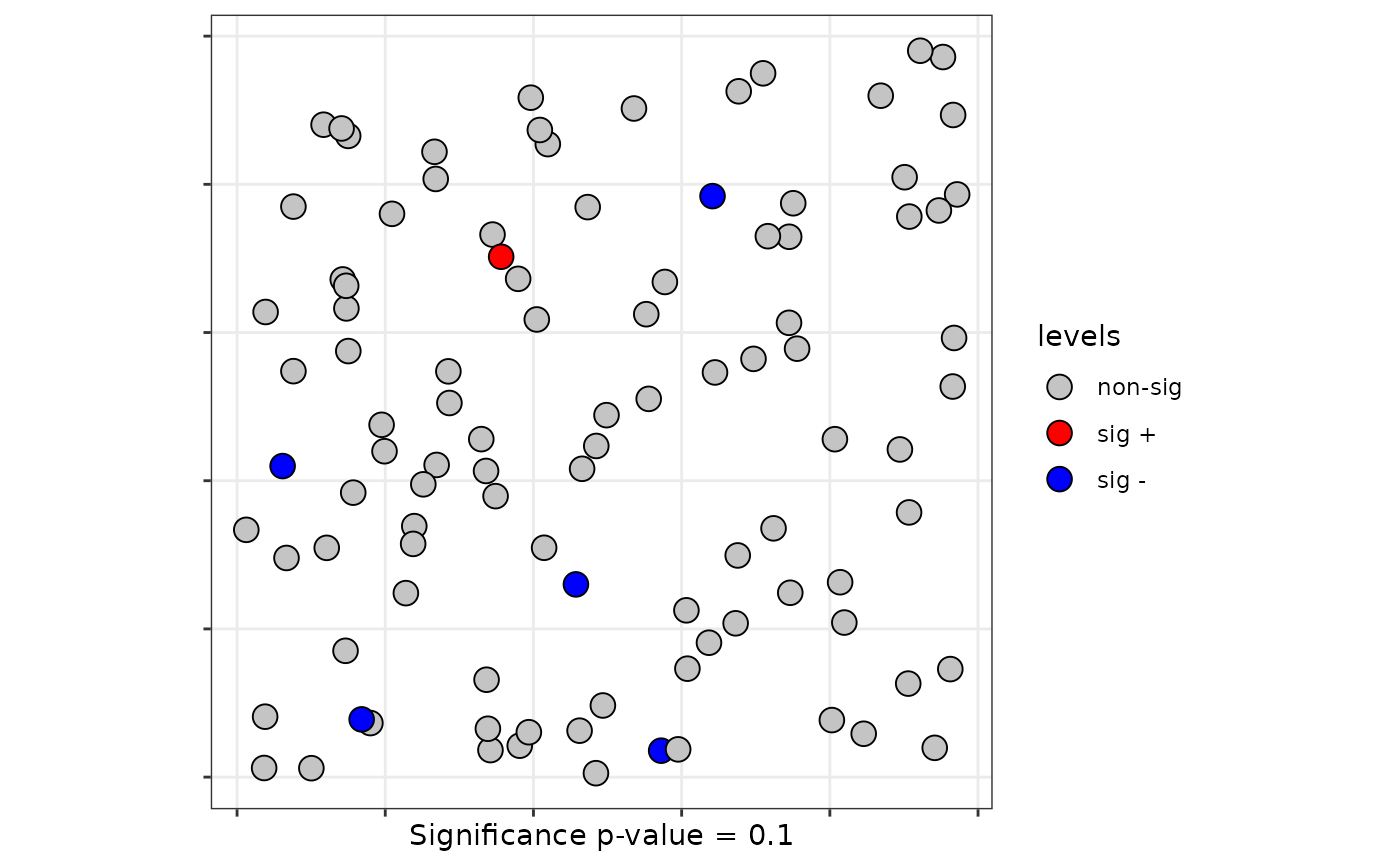 levels
non-sig
sig +
sig -
Significance p-value = 0.1